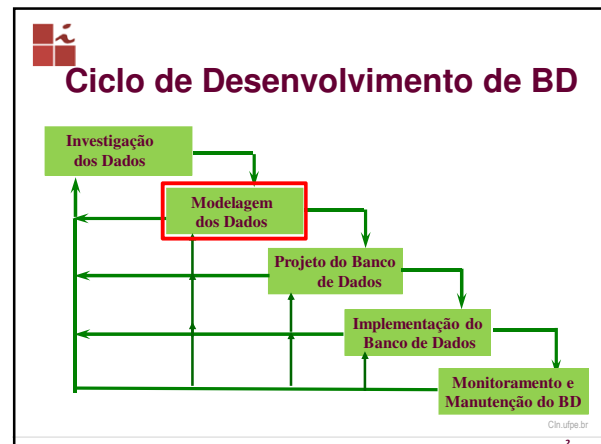 Ciclo de Desenvolvimento de BD
Investigação
dos Dados
Modelagem
dos Dados
Projeto do Banco
de Dados
Implementação do
Banco de Dados
Monitoramento e
Manutenção do BD
CIn.ufpe.br
2